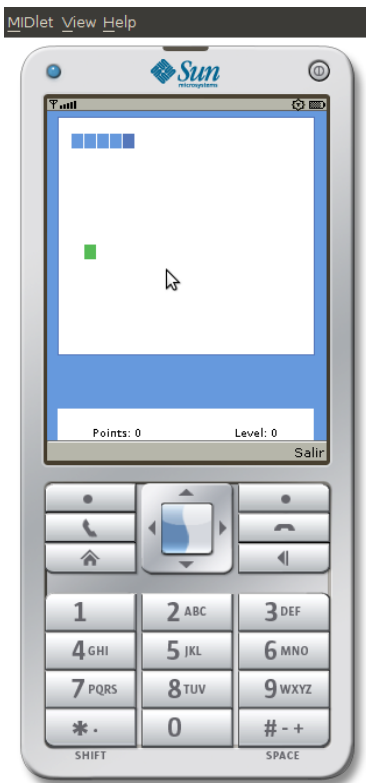 MIDlet View Help
Sun
microsystems
Points: 0 Level: 0
Salir
1 2 ABC 3 DEF
4 GHI 5 JKL 6 MNO
7 PQRS 8 TUV 9 WXYZ
* . 0 # - +
SHIFT SPACE